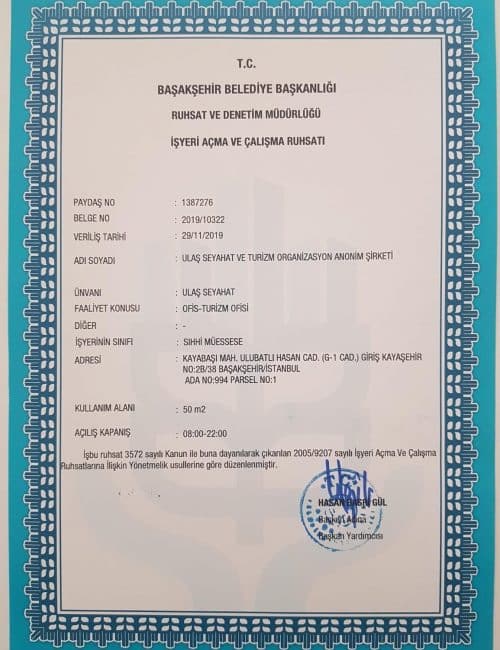 T.C.
BAŞAKŞEHİR BELEDİYE BAŞKANLIĞI
RUHSAT VE DENETİM MÜDÜRLÜĞÜ
İŞYERİ AÇMA VE ÇALIŞMA RUHSATI
PAYDAŞ NO : 1387276
BELGE NO : 2019/10322
VERİLİŞ TARİHİ : 29/11/2019
ADI SOYADI : ULAŞ SEYAHAT VE TURİZM ORGANİZASYON ANONİM ŞİRKETİ
ÜNVANI : ULAŞ SEYAHAT
FAALİYET KONUSU : OFİS-TURİZM OFİSİ
DİĞER : -
İŞYERİNİN SINIFI : SIHHİ MÜESSESE
ADRESİ : KAYABAŞI MAH. ULUBATLI HASAN CAD. (G-1 CAD.) GİRİŞ KAYAŞEHİR
NO:2B/38 BAŞAKŞEHİR/İSTANBUL
ADA NO:994 PARSEL NO:1
KULLANIM ALANI : 50 m2
AÇILIŞ KAPANIŞ : 08:00-22:00
İşbu ruhsat 3572 sayılı Kanun ile buna dayanılarak çıkarılan 2005/9207 sayılı İşyeri Açma Ve Çalışma
Ruhsatlarına İlişkin Yönetmelik usullerine göre düzenlenmiştir.
HASAN BASRİ GÜL
Başkan Adına
Başkan Yardımcısı